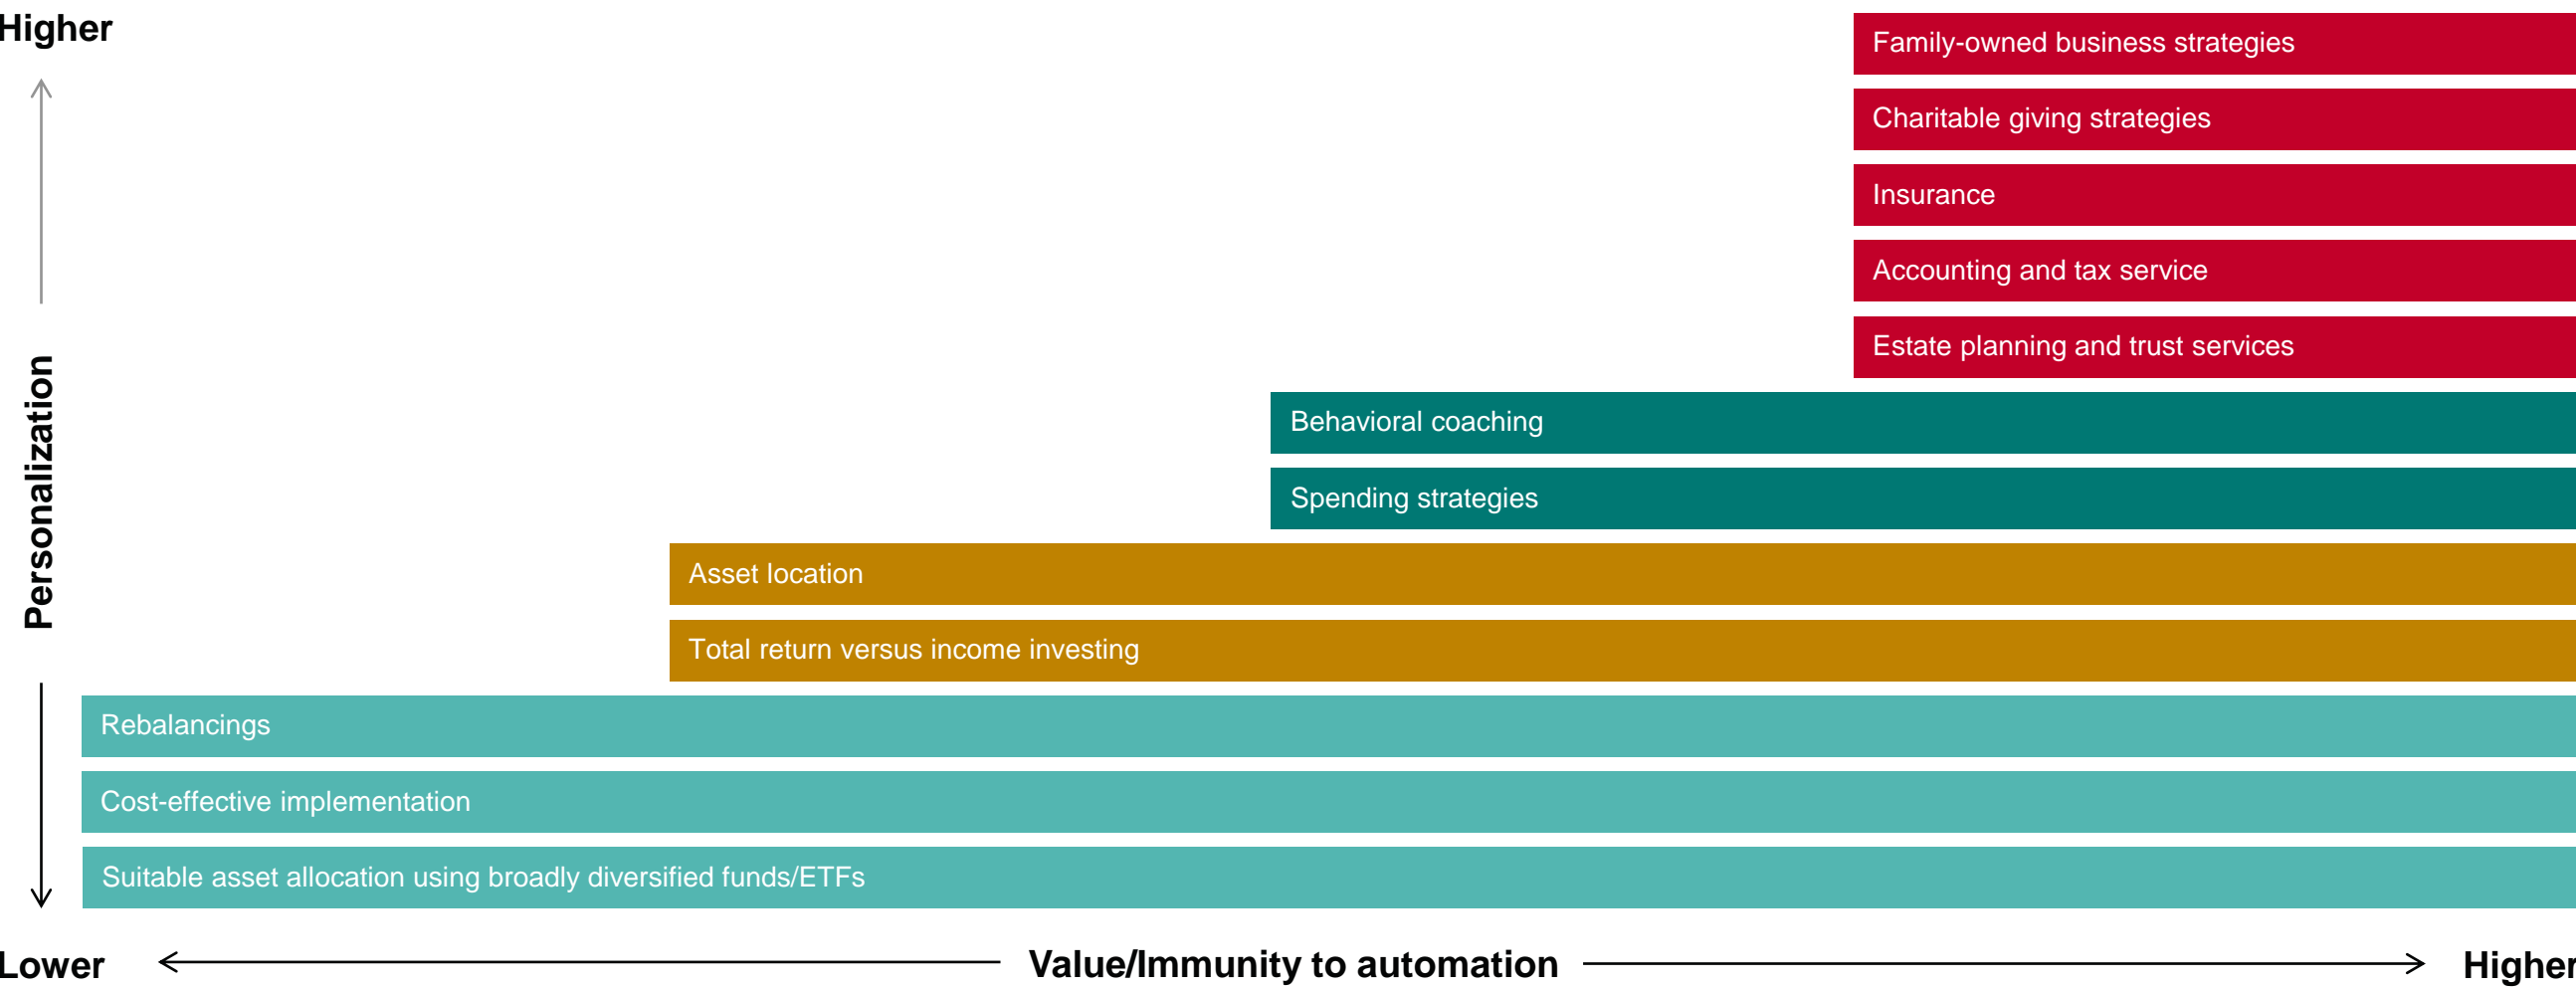 Higher
Family-owned business strategies
Charitable giving strategies
Insurance
Accounting and tax service
Estate planning and trust services
Personalization
Behavioral coaching
Spending strategies
Asset location
Total return versus income investing
Rebalancings
Cost-effective implementation
Suitable asset allocation using broadly diversified funds/ETFs
Lower
Value/Immunity to automation
Higher